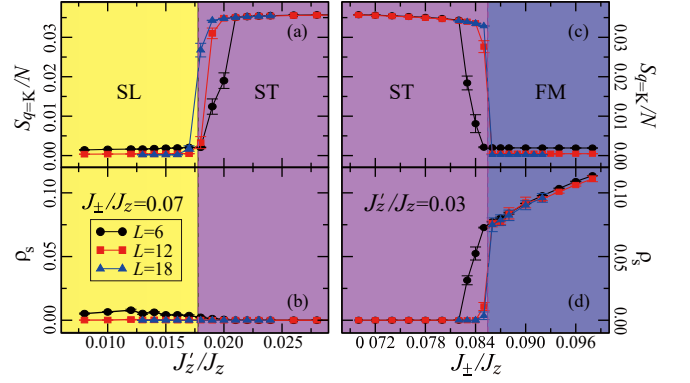 0.03
0.02
0.01
0.00
S_{q=K}/N
(a)
SL
ST
(c)
ST
FM
0.03
0.02
0.01
0.00
S_{q=K}/N
0.10
0.05
0.00
ρ_s
J_±/J_z=0.07
L=6
L=12
L=18
(b)
J_z'/J_z=0.03
(d)
0.10
0.05
0.00
ρ_s
0.010 0.015 0.020 0.025
J_z'/J_z
0.072 0.078 0.084 0.090 0.096
J_±/J_z